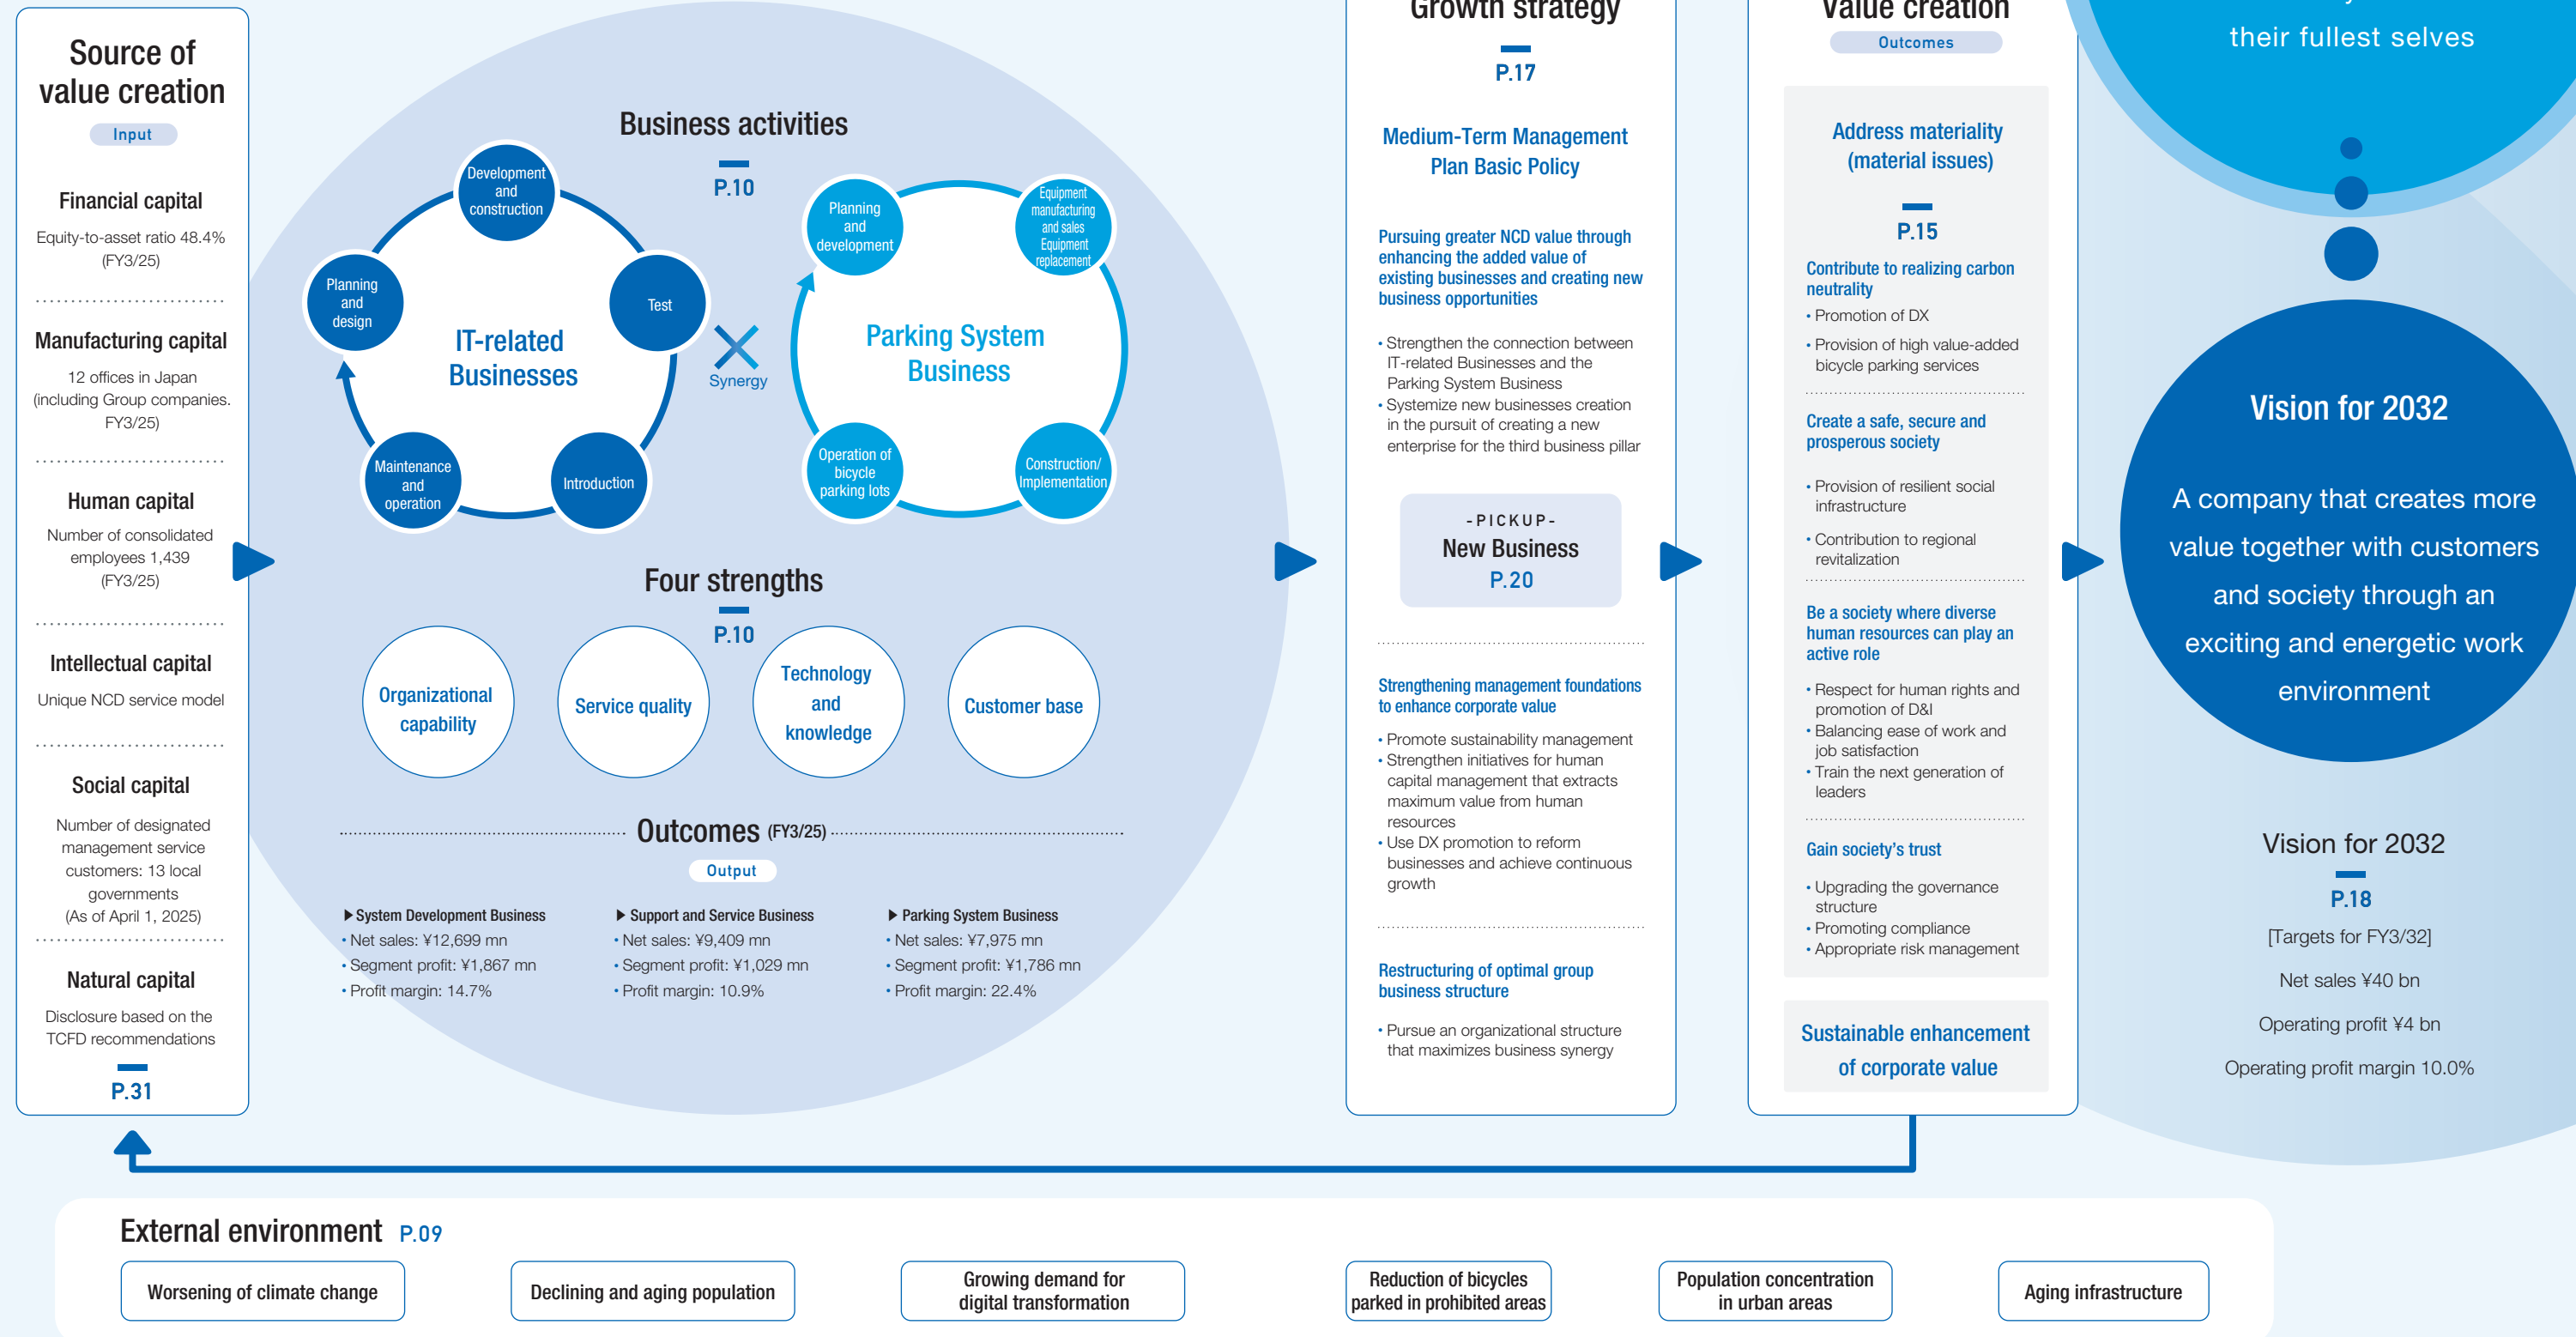 Source of
value creation
Input
Financial capital
Equity-to-asset ratio 48.4%
(FY3/25)
Manufacturing capital
12 offices in Japan
(including Group companies.
FY3/25)
Human capital
Number of consolidated
employees 1,439
(FY3/25)
Intellectual capital
Unique NCD service model
Social capital
Number of designated
management service
customers: 13 local
governments
(As of April 1, 2025)
Natural capital
Disclosure based on the
TCFD recommendations
P.31
Business activities
P.10
Development
and
construction
Planning
and
design
Test
IT-related
Businesses
Maintenance
and
operation
Introduction
Synergy
Planning
and
development
Equipment
manufacturing
and sales
Equipment
replacement
Parking System
Business
Operation of
bicycle
parking lots
Construction/
Implementation
Four strengths
P.10
Organizational
capability
Service quality
Technology
and
knowledge
Customer base
Outcomes (FY3/25)
Output
▶ System Development Business
• Net sales: ¥12,699 mn
• Segment profit: ¥1,867 mn
• Profit margin: 14.7%
▶ Support and Service Business
• Net sales: ¥9,409 mn
• Segment profit: ¥1,029 mn
• Profit margin: 10.9%
▶ Parking System Business
• Net sales: ¥7,975 mn
• Segment profit: ¥1,786 mn
• Profit margin: 22.4%
Growth strategy
P.17
Medium-Term Management
Plan Basic Policy
Pursuing greater NCD value through
enhancing the added value of
existing businesses and creating new
business opportunities
• Strengthen the connection between
IT-related Businesses and the
Parking System Business
• Systemize new businesses creation
in the pursuit of creating a new
enterprise for the third business pillar
-PICKUP-
New Business
P.20
Strengthening management foundations
to enhance corporate value
• Promote sustainability management
• Strengthen initiatives for human
capital management that extracts
maximum value from human
resources
• Use DX promotion to reform
businesses and achieve continuous
growth
Restructuring of optimal group
business structure
• Pursue an organizational structure
that maximizes business synergy
Value creation
Outcomes
Address materiality
(material issues)
P.15
Contribute to realizing carbon
neutrality
• Promotion of DX
• Provision of high value-added
bicycle parking services
Create a safe, secure and
prosperous society
• Provision of resilient social
infrastructure
• Contribution to regional
revitalization
Be a society where diverse
human resources can play an
active role
• Respect for human rights and
promotion of D&I
• Balancing ease of work and
job satisfaction
• Train the next generation of
leaders
Gain society's trust
• Upgrading the governance
structure
• Promoting compliance
• Appropriate risk management
Sustainable enhancement
of corporate value
their fullest selves
Vision for 2032
A company that creates more
value together with customers
and society through an
exciting and energetic work
environment
Vision for 2032
P.18
[Targets for FY3/32]
Net sales ¥40 bn
Operating profit ¥4 bn
Operating profit margin 10.0%
External environment P.09
Worsening of climate change
Declining and aging population
Growing demand for
digital transformation
Reduction of bicycles
parked in prohibited areas
Population concentration
in urban areas
Aging infrastructure